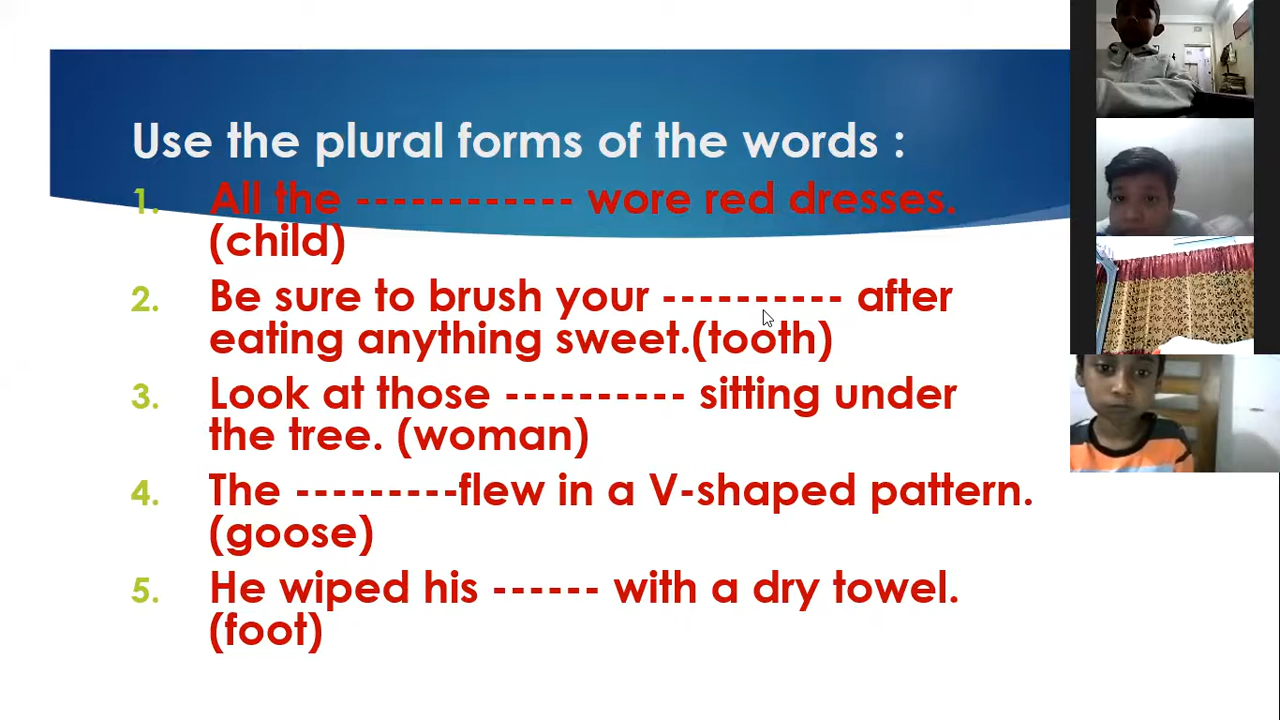 Use the plural forms of the words :
1. All the ------------ wore red dresses.
(child)
2. Be sure to brush your ---------- after
eating anything sweet.(tooth)
3. Look at those ---------- sitting under
the tree. (woman)
4. The ---------flew in a V-shaped pattern.
(goose)
5. He wiped his ------ with a dry towel.
(foot)